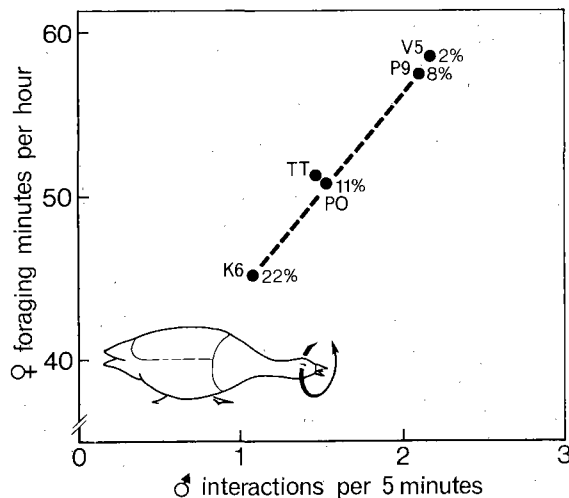 ♀ foraging minutes per hour
60
50
40
V5 2%
P9 8%
TT
11%
PO
K6 22%
0 1 2 3
♂ interactions per 5 minutes